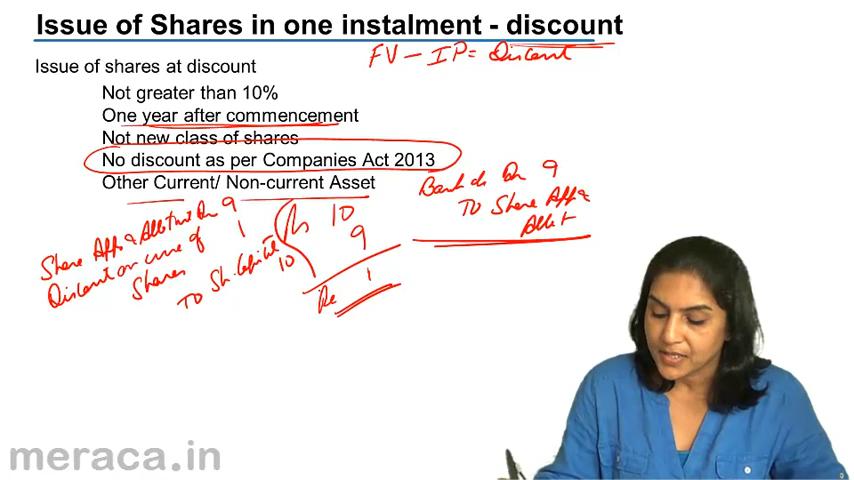 Issue of Shares in one instalment - discount
FV - IP = Discount
Issue of shares at discount
Not greater than 10%
One year after commencement
Not new class of shares
No discount as per Companies Act 2013
Other Current/ Non-current Asset
Bank a/c Dr 9
To Share App &
Allot
Share App & Allotment Dr 9
Discount on issue of
Shares 1
To Sh. Capital
10
Rs 10
9
Re 1
meraca.in